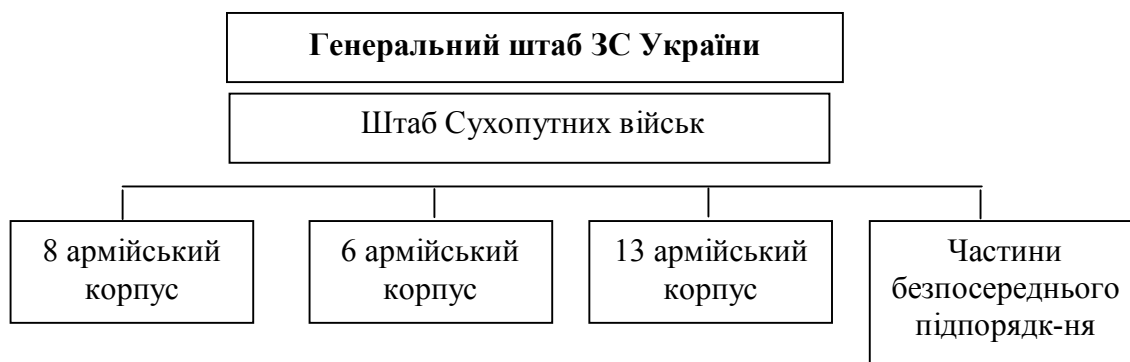 Генеральний штаб ЗС України
Штаб Сухопутних військ
8 армійський
корпус
6 армійський
корпус
13 армійський
корпус
Частини
безпосереднього
підпорядк-ня